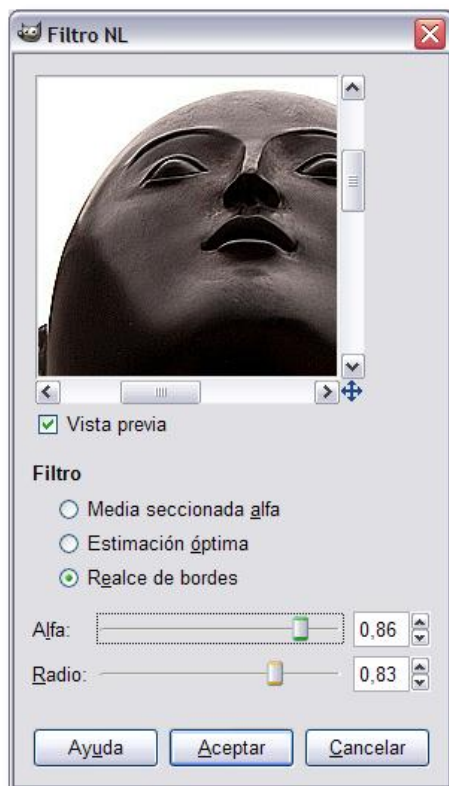 Filtro NL
Vista previa
Filtro
Media seccionada alfa
Estimación óptima
Realce de bordes
Alfa: 0,86
Radio: 0,83
Ayuda Aceptar Cancelar